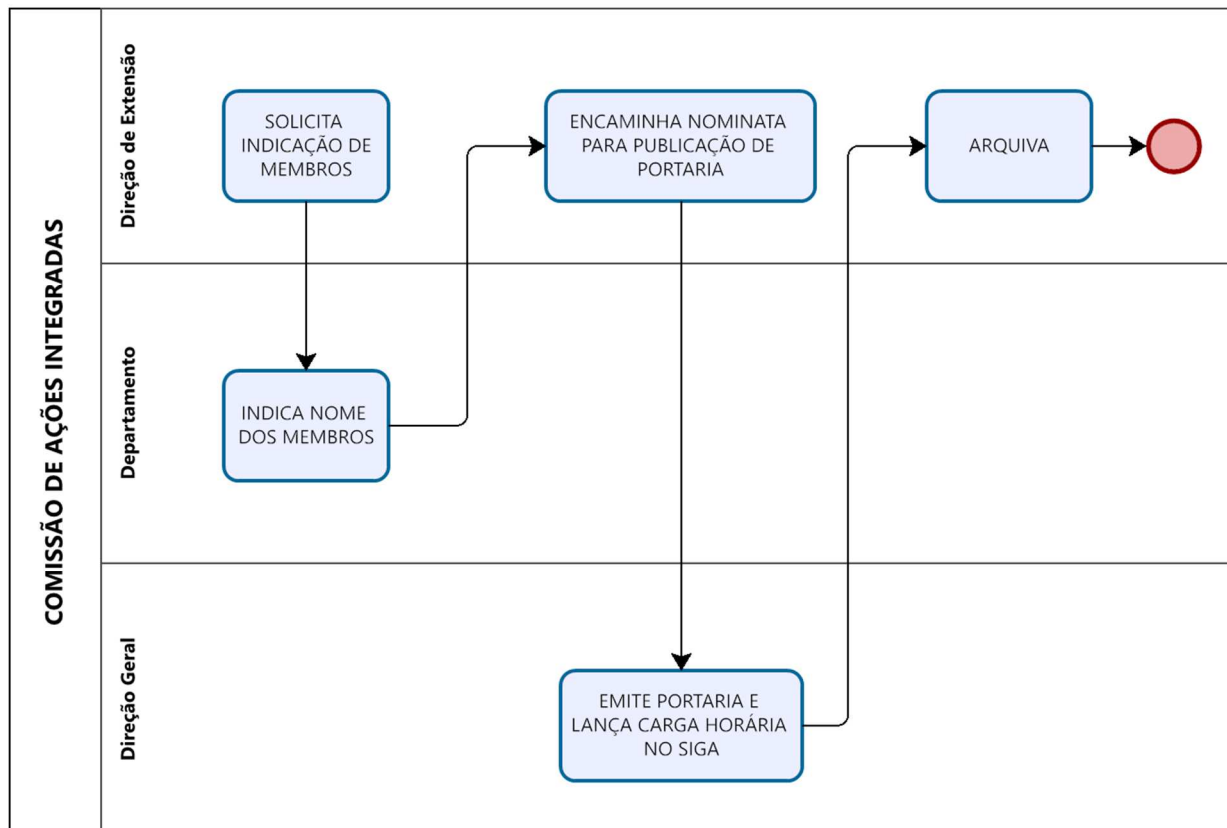 COMISSÃO DE AÇÕES INTEGRADAS
Direção de Extensão
SOLICITA
INDICAÇÃO DE
MEMBROS
ENCAMINHA NOMINATA
PARA PUBLICAÇÃO DE
PORTARIA
ARQUIVA
Departamento
INDICA NOME
DOS MEMBROS
Direção Geral
EMITE PORTARIA E
LANÇA CARGA HORÁRIA
NO SIGA